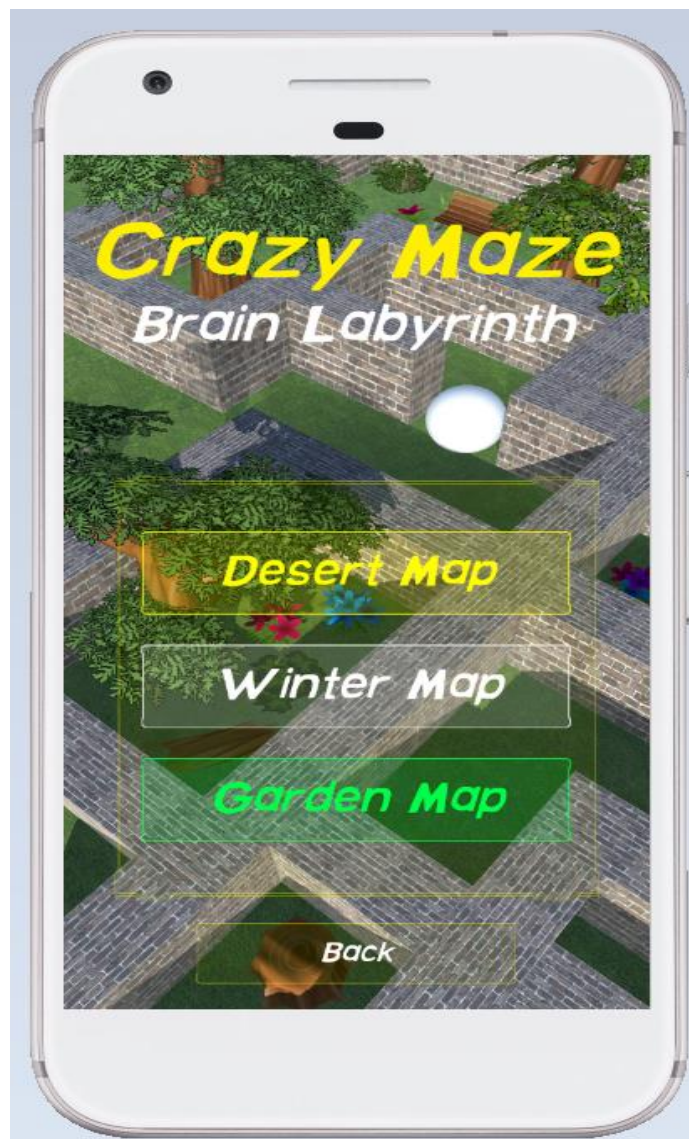 Crazy Maze
Brain Labyrinth
Desert Map
Winter Map
Garden Map
Back